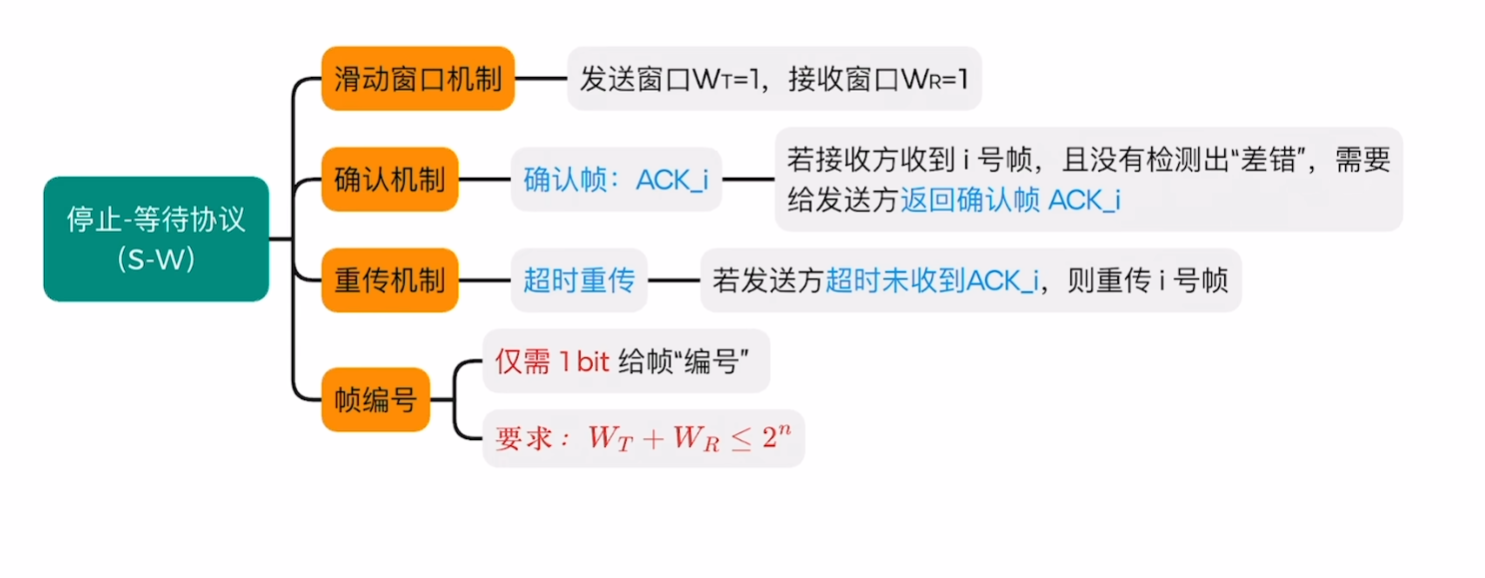 停止-等待协议
(S-W)
滑动窗口机制
发送窗口WT=1，接收窗口WR=1
确认机制
确认帧：ACK_i
若接收方收到 i 号帧，且没有检测出“差错”，需要
给发送方返回确认帧 ACK_i
重传机制
超时重传
若发送方超时未收到ACK_i，则重传 i 号帧
帧编号
仅需 1 bit 给帧“编号”
要求：W_T + W_R ≤ 2^n